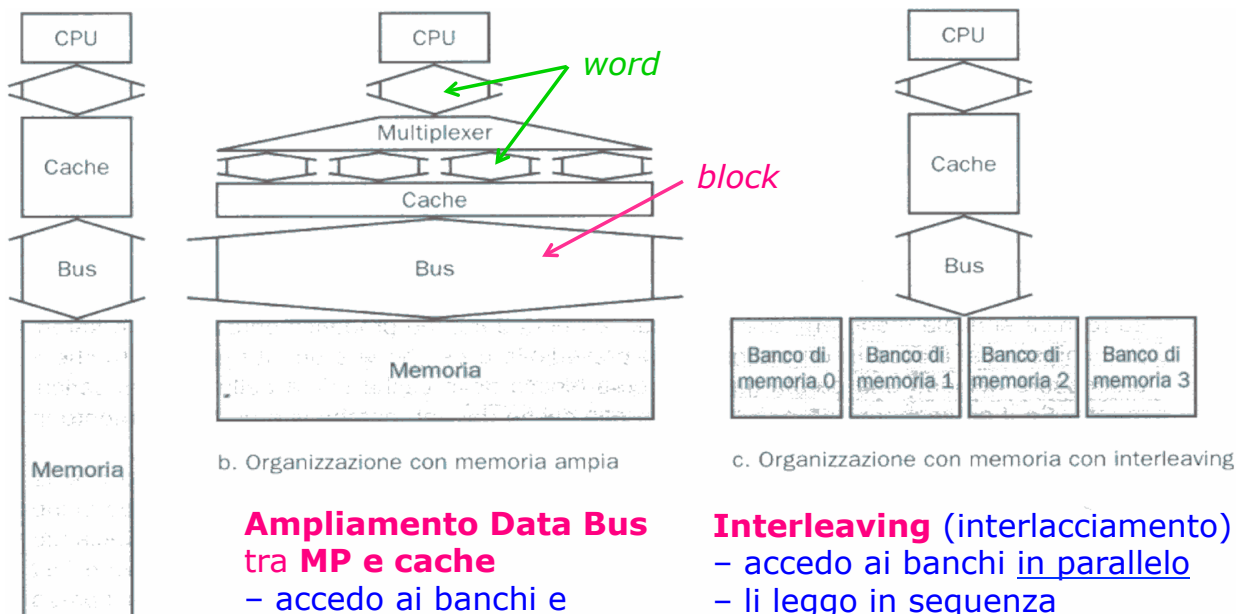 CPU
Cache
Bus
Memoria
CPU
word
Multiplexer
Cache
block
Bus
Memoria
b. Organizzazione con memoria ampia
Ampliamento Data Bus
tra MP e cache
– accedo ai banchi e
CPU
Cache
Bus
Banco di
memoria 0
Banco di
memoria 1
Banco di
memoria 2
Banco di
memoria 3
c. Organizzazione con memoria con interleaving
Interleaving (interlacciamento)
– accedo ai banchi in parallelo
– li leggo in sequenza